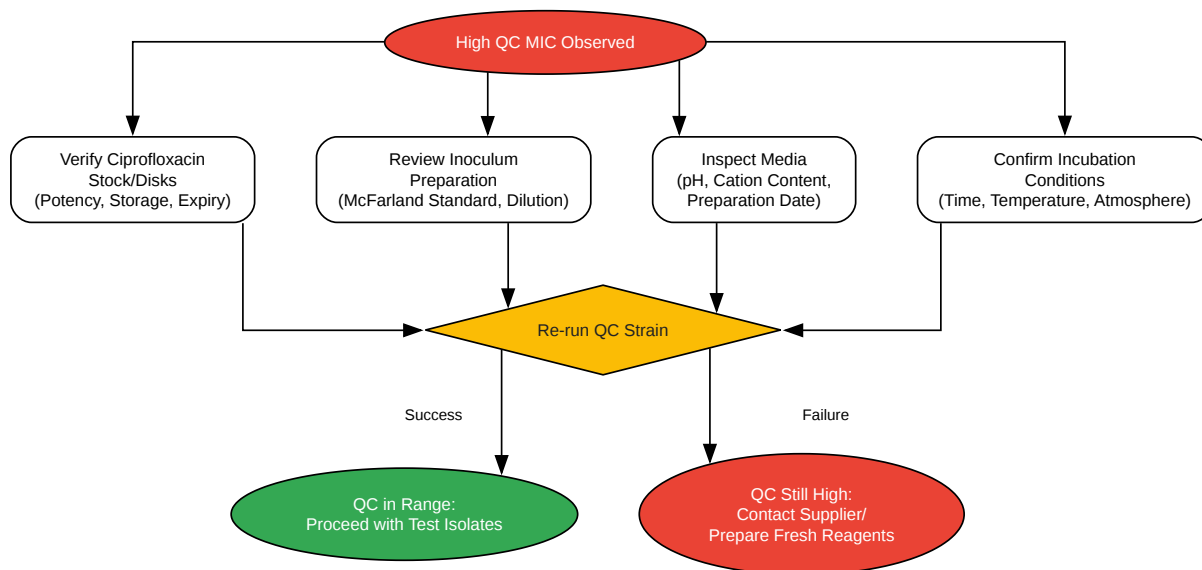 High QC MIC Observed
Verify Ciprofloxacin
Stock/Disks
(Potency, Storage, Expiry)
Review Inoculum
Preparation
(McFarland Standard, Dilution)
Inspect Media
(pH, Cation Content,
Preparation Date)
Confirm Incubation
Conditions
(Time, Temperature, Atmosphere)
Re-run QC Strain
Success
Failure
QC in Range:
Proceed with Test Isolates
QC Still High:
Contact Supplier/
Prepare Fresh Reagents